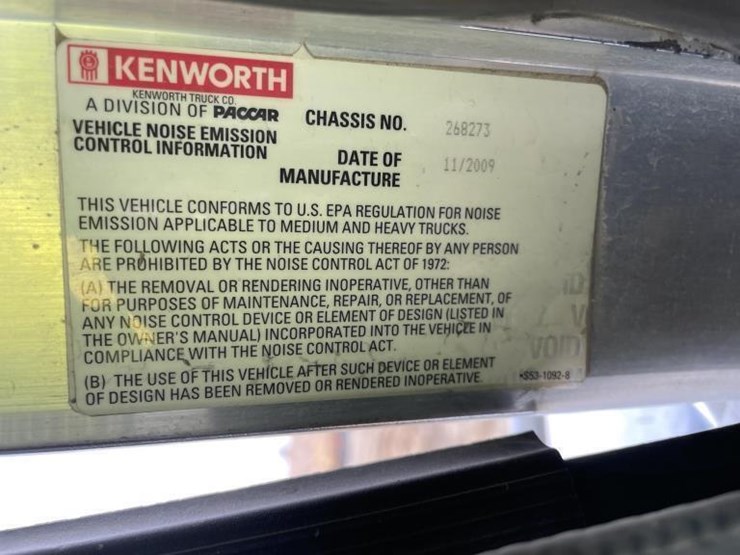 KENWORTH
KENWORTH TRUCK CO.
A DIVISION OF PACCAR
VEHICLE NOISE EMISSION
CONTROL INFORMATION
CHASSIS NO. 268273
DATE OF
MANUFACTURE 11/2009
THIS VEHICLE CONFORMS TO U.S. EPA REGULATION FOR NOISE
EMISSION APPLICABLE TO MEDIUM AND HEAVY TRUCKS.
THE FOLLOWING ACTS OR THE CAUSING THEREOF BY ANY PERSON
ARE PROHIBITED BY THE NOISE CONTROL ACT OF 1972:
(A) THE REMOVAL OR RENDERING INOPERATIVE, OTHER THAN
FOR PURPOSES OF MAINTENANCE, REPAIR, OR REPLACEMENT, OF
ANY NOISE CONTROL DEVICE OR ELEMENT OF DESIGN (LISTED IN
THE OWNER'S MANUAL) INCORPORATED INTO THE VEHICLE IN
COMPLIANCE WITH THE NOISE CONTROL ACT.
(B) THE USE OF THIS VEHICLE AFTER SUCH DEVICE OR ELEMENT
OF DESIGN HAS BEEN REMOVED OR RENDERED INOPERATIVE.
VOID
•S53-1092-8